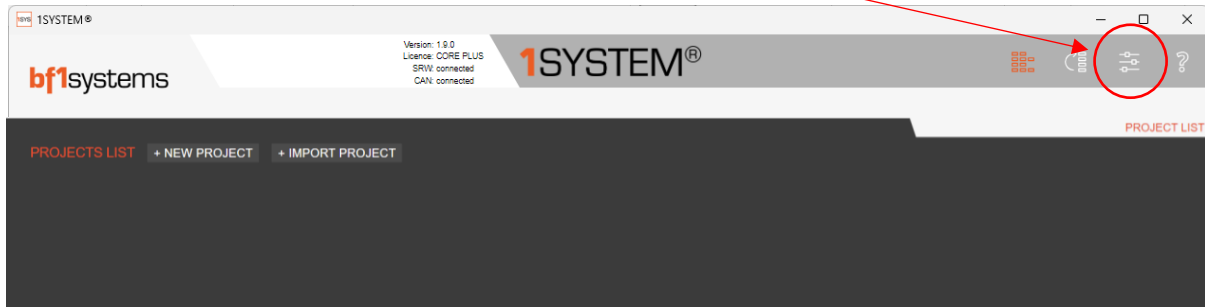 1SYS 1SYSTEM®
bf1systems
Version: 1.9.0
Licence: CORE PLUS
SRW: connected
CAN: connected
1SYSTEM®
PROJECT LIST
PROJECTS LIST + NEW PROJECT + IMPORT PROJECT